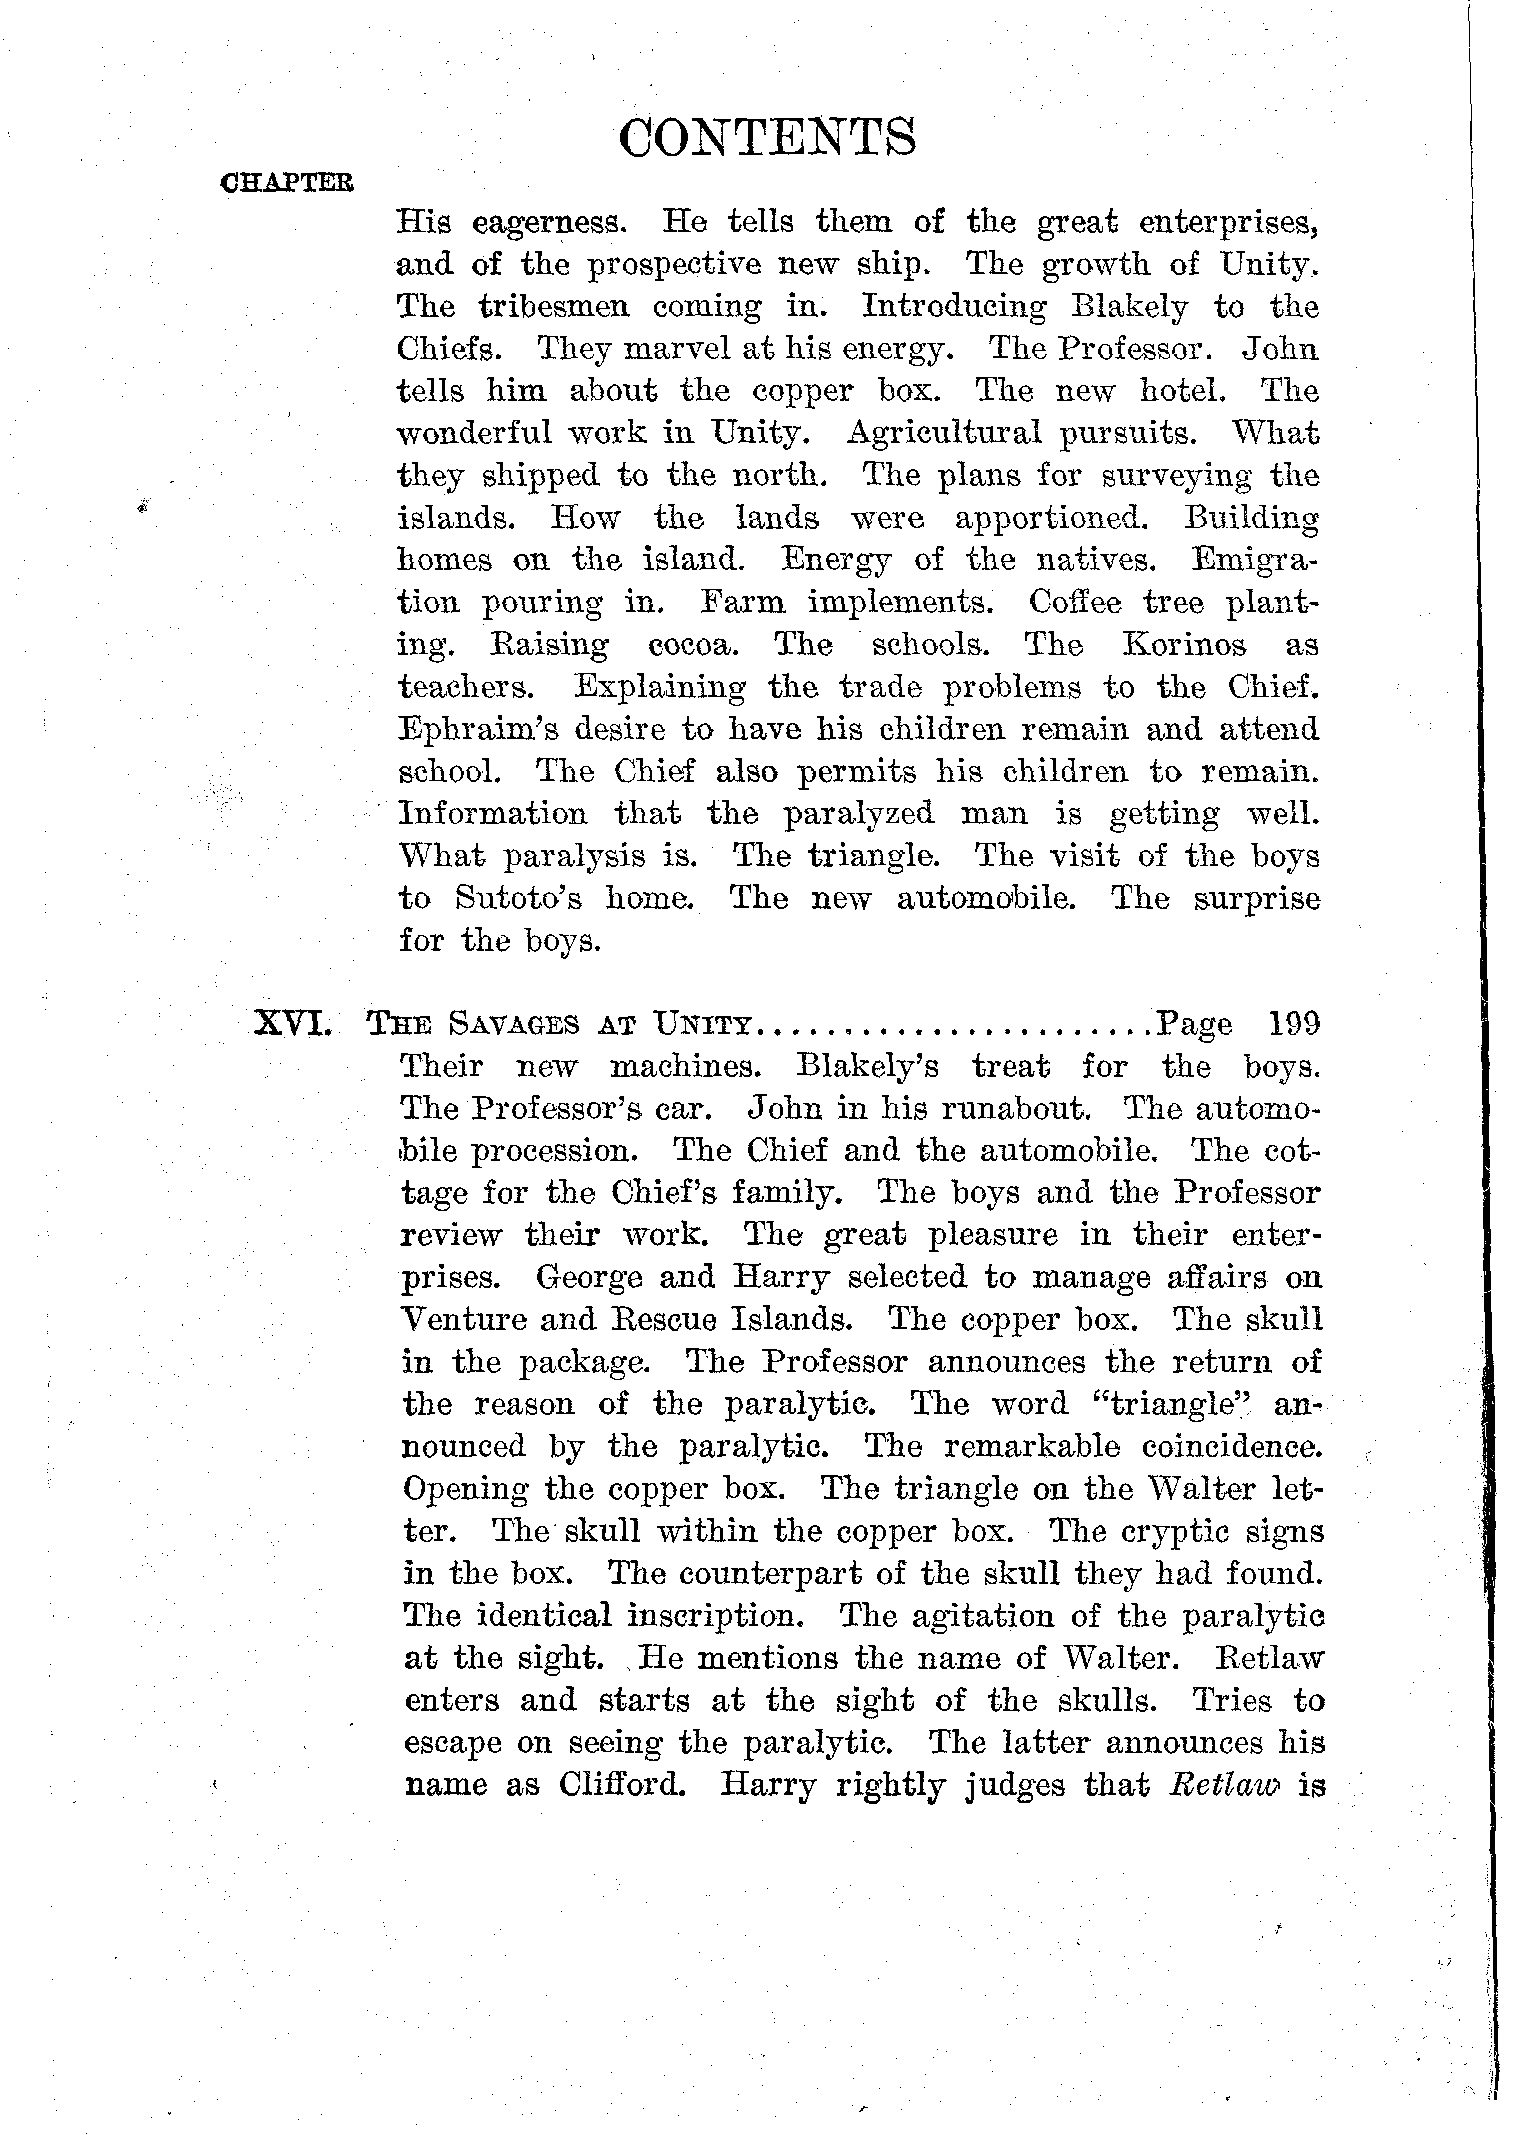 CONTENTS
CHAPTER
His eagerness. He tells them of the great enterprises,
and of the prospective new ship. The growth of Unity.
The tribesmen coming in. Introducing Blakely to the
Chiefs. They marvel at his energy. The Professor. John
tells him about the copper box. The new hotel. The
wonderful work in Unity. Agricultural pursuits. What
they shipped to the north. The plans for surveying the
islands. How the lands were apportioned. Building
homes on the island. Energy of the natives. Emigra-
tion pouring in. Farm implements. Coffee tree plant-
ing. Raising cocoa. The schools. The Korinos as
teachers. Explaining the trade problems to the Chief.
Ephraim's desire to have his children remain and attend
school. The Chief also permits his children to remain.
Information that the paralyzed man is getting well.
What paralysis is. The triangle. The visit of the boys
to Sutoto's home. The new automobile. The surprise
for the boys.
XVI. THE SAVAGES AT UNITY.......................Page 199
Their new machines. Blakely's treat for the boys.
The Professor's car. John in his runabout. The automo-
bile procession. The Chief and the automobile. The cot-
tage for the Chief's family. The boys and the Professor
review their work. The great pleasure in their enter-
prises. George and Harry selected to manage affairs on
Venture and Rescue Islands. The copper box. The skull
in the package. The Professor announces the return of
the reason of the paralytic. The word "triangle" an-
nounced by the paralytic. The remarkable coincidence.
Opening the copper box. The triangle on the Walter let-
ter. The skull within the copper box. The cryptic signs
in the box. The counterpart of the skull they had found.
The identical inscription. The agitation of the paralytic
at the sight. He mentions the name of Walter. Retlaw
enters and starts at the sight of the skulls. Tries to
escape on seeing the paralytic. The latter announces his
name as Clifford. Harry rightly judges that Retlaw is